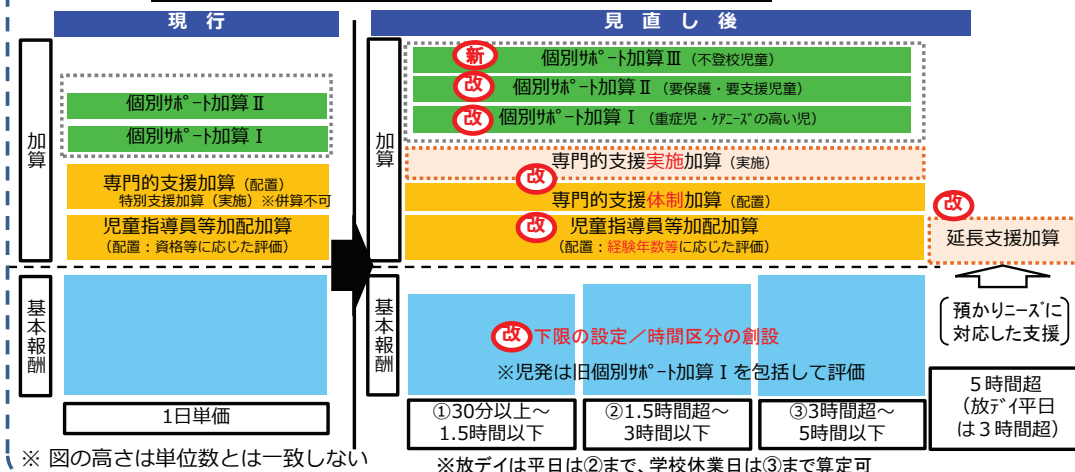 現 行
見 直 し 後
加算
個別ｻﾎﾟｰﾄ加算Ⅱ
個別ｻﾎﾟｰﾄ加算Ⅰ
専門的支援加算（配置）
特別支援加算（実施）※併算不可
児童指導員等加配加算
（配置：資格等に応じた評価）
基本報酬
1日単価
※ 図の高さは単位数とは一致しない
加算
新 個別ｻﾎﾟｰﾄ加算Ⅲ（不登校児童）
改 個別ｻﾎﾟｰﾄ加算Ⅱ（要保護・要支援児童）
改 個別ｻﾎﾟｰﾄ加算Ⅰ（重症児・ｹｱﾆｰｽﾞの高い児）
専門的支援実施加算（実施）
改
専門的支援体制加算（配置）
改 児童指導員等加配加算
（配置：経験年数等に応じた評価）
改
延長支援加算
預かりﾆｰｽﾞに
対応した支援
基本報酬
改 下限の設定／時間区分の創設
※児発は旧個別ｻﾎﾟｰﾄ加算Ⅰを包括して評価
①30分以上～
1.5時間以下
②1.5時間超～
3時間以下
③3時間超～
5時間以下
５時間超
（放ﾃﾞｲ平日
は３時間超）
※放デイは平日は②まで、学校休業日は③まで算定可